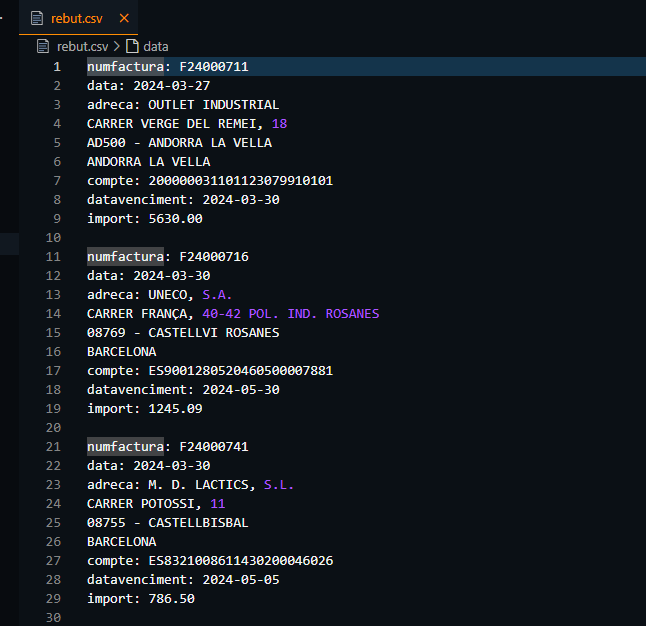 rebut.csv
rebut.csv > data
1 numfactura: F24000711
2 data: 2024-03-27
3 adreca: OUTLET INDUSTRIAL
4 CARRER VERGE DEL REMEI, 18
5 AD500 - ANDORRA LA VELLA
6 ANDORRA LA VELLA
7 compte: 200000031101123079910101
8 datavenciment: 2024-03-30
9 import: 5630.00
10
11 numfactura: F24000716
12 data: 2024-03-30
13 adreca: UNECO, S.A.
14 CARRER FRANÇA, 40-42 POL. IND. ROSANES
15 08769 - CASTELLVI ROSANES
16 BARCELONA
17 compte: ES9001280520460500007881
18 datavenciment: 2024-05-30
19 import: 1245.09
20
21 numfactura: F24000741
22 data: 2024-03-30
23 adreca: M. D. LACTICS, S.L.
24 CARRER POTOSSI, 11
25 08755 - CASTELLBISBAL
26 BARCELONA
27 compte: ES8321008611430200046026
28 datavenciment: 2024-05-05
29 import: 786.50
30